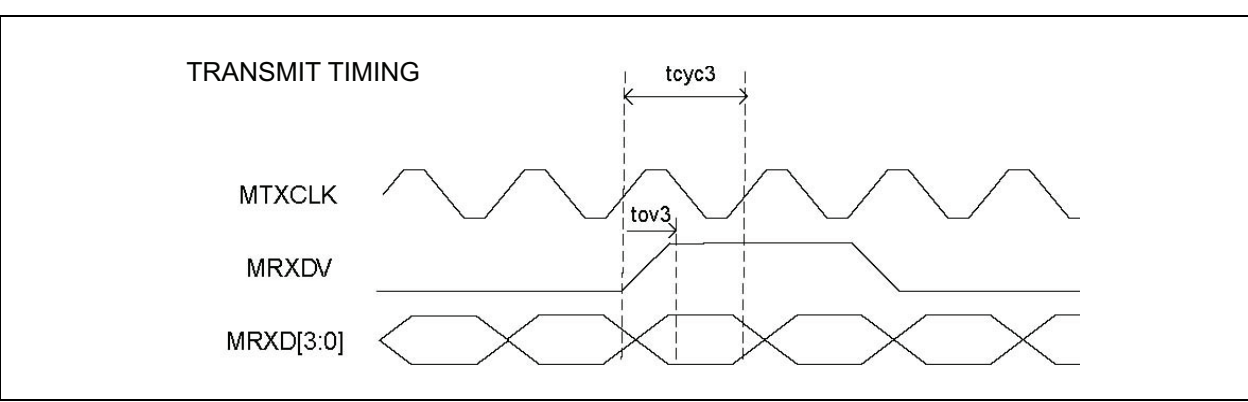 TRANSMIT TIMING
tcyc3
MTXCLK
tov3
MRXDV
MRXD[3:0]